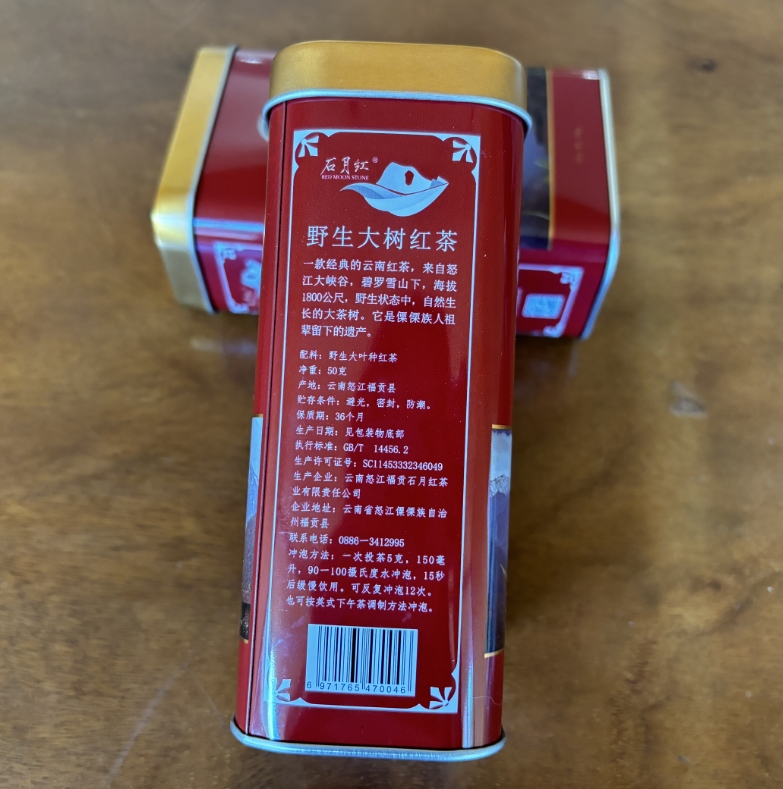 石月红®
RED MOON STONE
野生大树红茶
一款经典的云南红茶，来自怒
江大峡谷，碧罗雪山下，海拔
1800公尺，野生状态中，自然生
长的大茶树。它是傈僳族人祖
辈留下的遗产。
配料：野生大叶种红茶
净重：50克
产地：云南怒江福贡县
贮存条件：避光，密封，防潮。
保质期：36个月
生产日期：见包装物底部
执行标准：GB/T 14456.2
生产许可证号：SC11453332346049
生产企业：云南怒江福贡石月红茶
业有限责任公司
企业地址：云南省怒江傈僳族自治
州福贡县
联系电话：0886—3412995
冲泡方法：一次投茶5克，150毫
升，90—100摄氏度水冲泡，15秒
后缓慢饮用。可反复冲泡12次。
也可按英式下午茶调制方法冲泡。
6 971765 470046